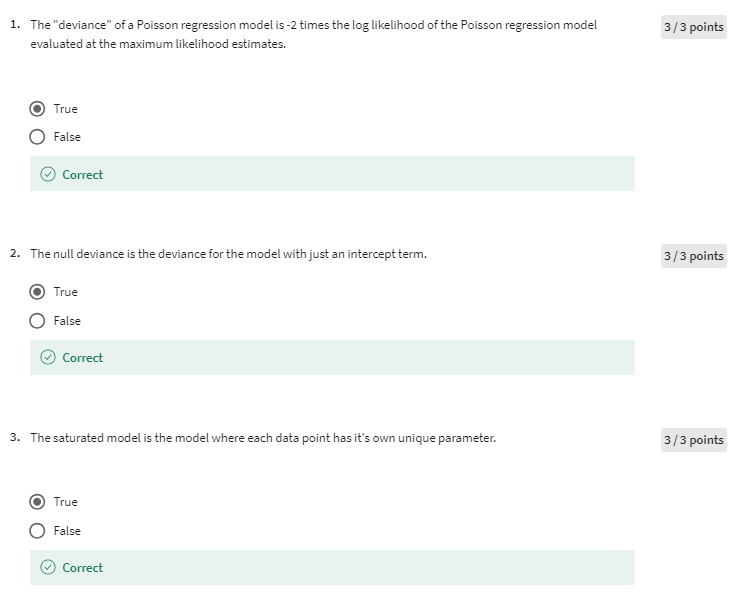 1. The "deviance" of a Poisson regression model is -2 times the log likelihood of the Poisson regression model
evaluated at the maximum likelihood estimates.
3 / 3 points
True
False
Correct
2. The null deviance is the deviance for the model with just an intercept term.
3 / 3 points
True
False
Correct
3. The saturated model is the model where each data point has it's own unique parameter.
3 / 3 points
True
False
Correct